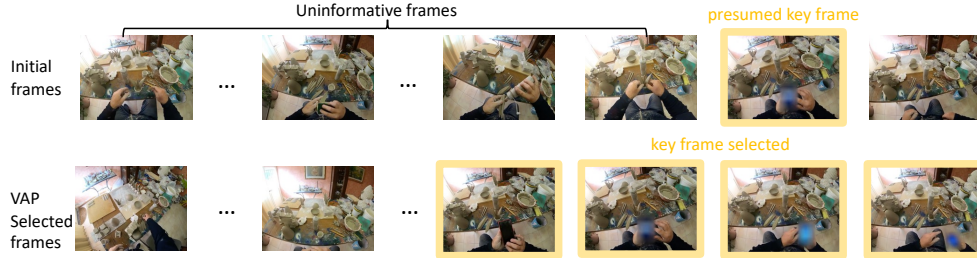 Uninformative frames
presumed key frame
Initial
frames
... ...
key frame selected
VAP
Selected
frames
... ...